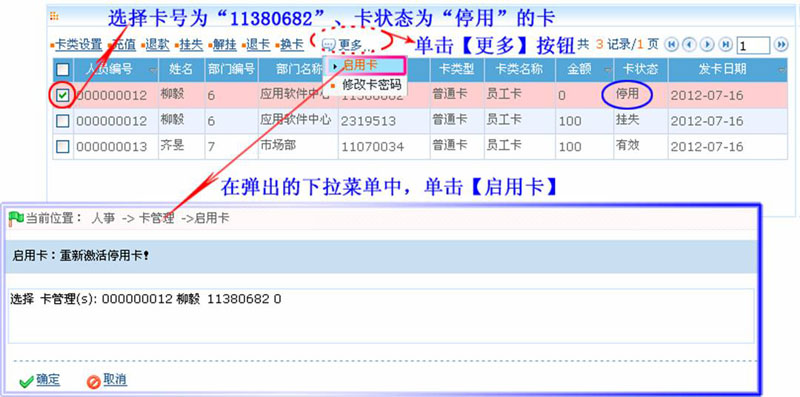 选择卡号为“11380682”、卡状态为“停用”的卡
卡类设置 充值 退款 挂失 解挂 退卡 换卡 更多... 单击【更多】按钮 共 3 记录/1 页 1
人员编号 姓名 部门编号 部门名称 卡类型 卡类名称 金额 卡状态 发卡日期
启用卡
修改卡密码
000000012 柳毅 6 应用软件中心 11380682 普通卡 员工卡 0 停用 2012-07-16
000000012 柳毅 6 应用软件中心 2319513 普通卡 员工卡 100 挂失 2012-07-16
000000013 齐昱 7 市场部 11070034 普通卡 员工卡 100 有效 2012-07-16
在弹出的下拉菜单中，单击【启用卡】
当前位置： 人事 -> 卡管理 ->启用卡
启用卡：重新激活停用卡！
选择 卡管理(s): 000000012 柳毅 11380682 0
确定 取消